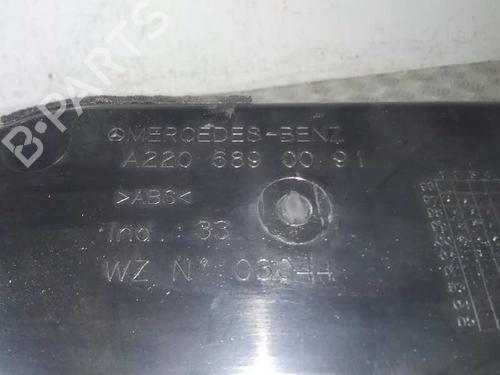 B-PARTS
MERCEDES-BENZ
A220 689 00 91
>ABS<
Ind.: 33
WZ N° 03044